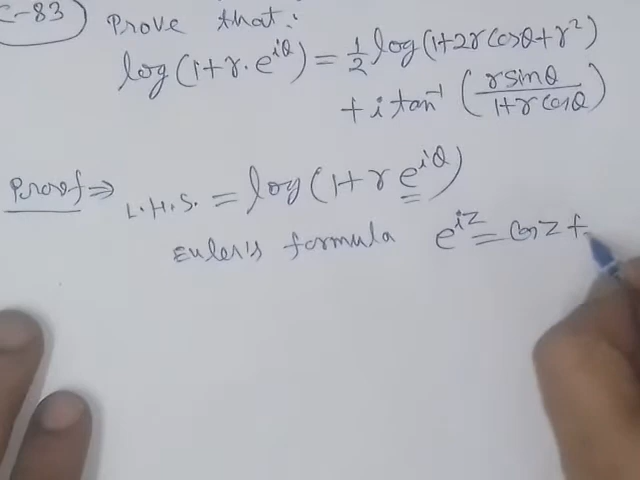 C-83) Prove that:
log(1+r.e^{iθ}) = 1/2 log(1+2r cosθ+r²)
+ i tan⁻¹ (r sinθ / 1+r cosθ)
Proof ⇒ L.H.S. = log(1+r e^{iθ})
Euler's formula e^{iz} = cos z +